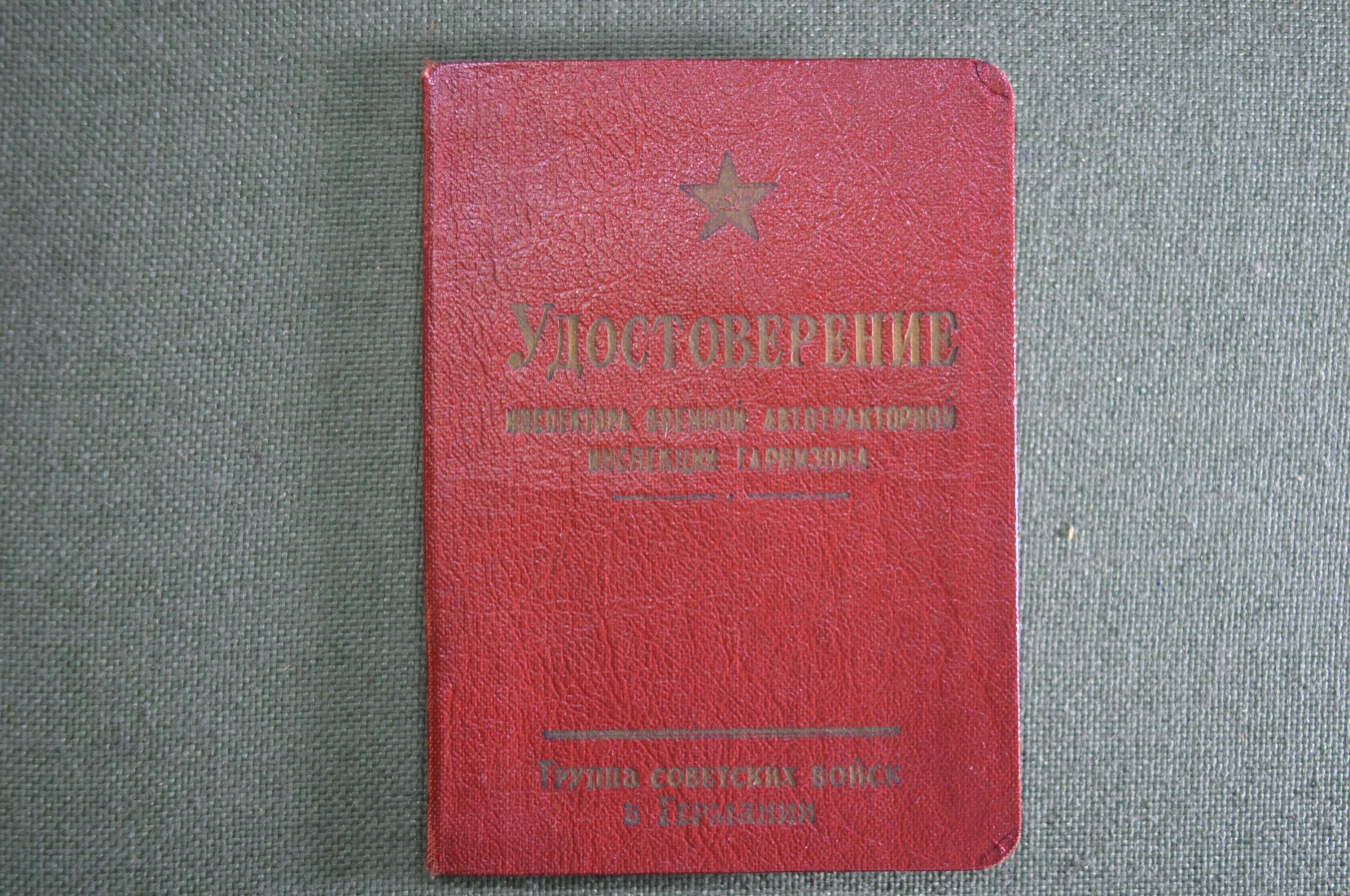 Удостоверение
инспектора военной автотракторной
инспекции гарнизона
Группа советских войск
в Германии